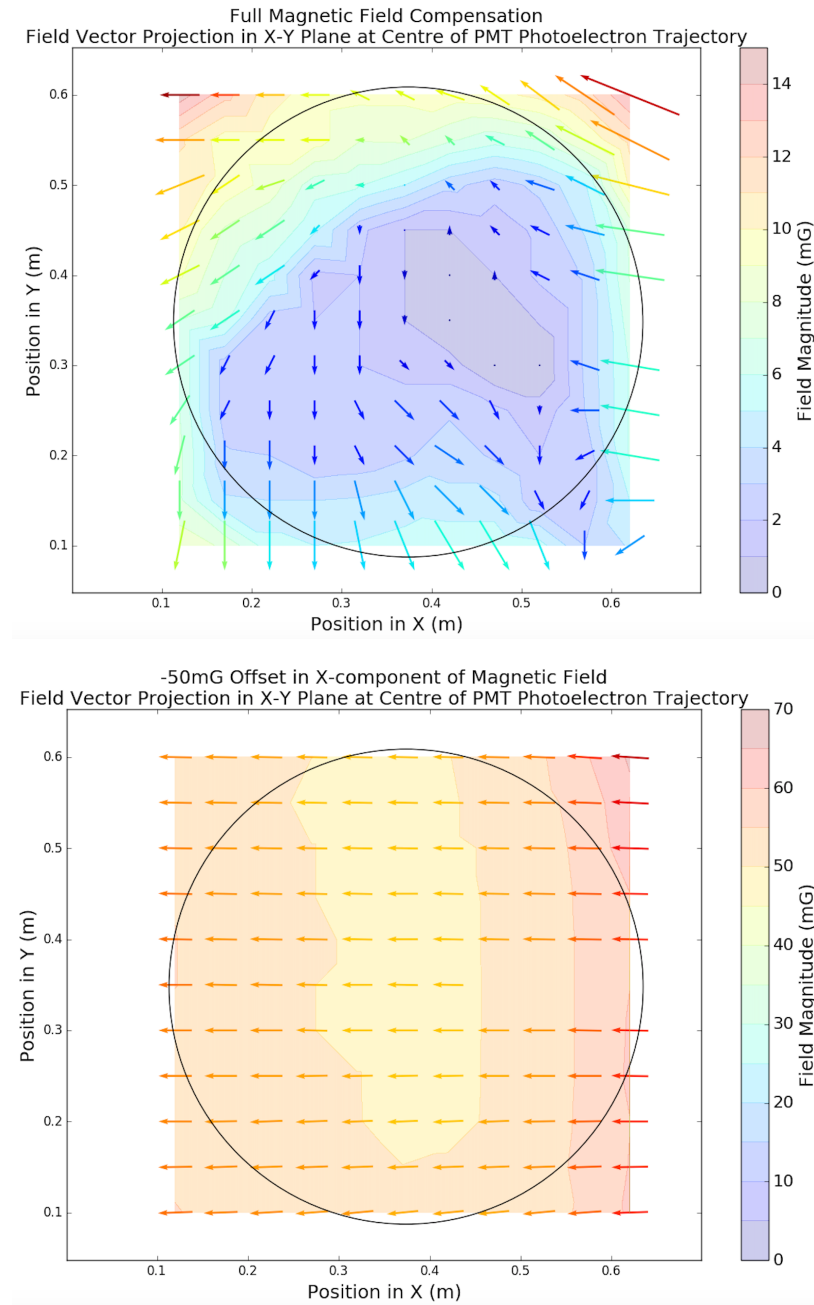 Full Magnetic Field Compensation
Field Vector Projection in X-Y Plane at Centre of PMT Photoelectron Trajectory
0.6
0.5
0.4
0.3
0.2
0.1
Position in Y (m)
0.1 0.2 0.3 0.4 0.5 0.6
Position in X (m)
14
12
10
8
6
4
2
0
Field Magnitude (mG)
-50mG Offset in X-component of Magnetic Field
Field Vector Projection in X-Y Plane at Centre of PMT Photoelectron Trajectory
0.6
0.5
0.4
0.3
0.2
0.1
Position in Y (m)
0.1 0.2 0.3 0.4 0.5 0.6
Position in X (m)
70
60
50
40
30
20
10
0
Field Magnitude (mG)